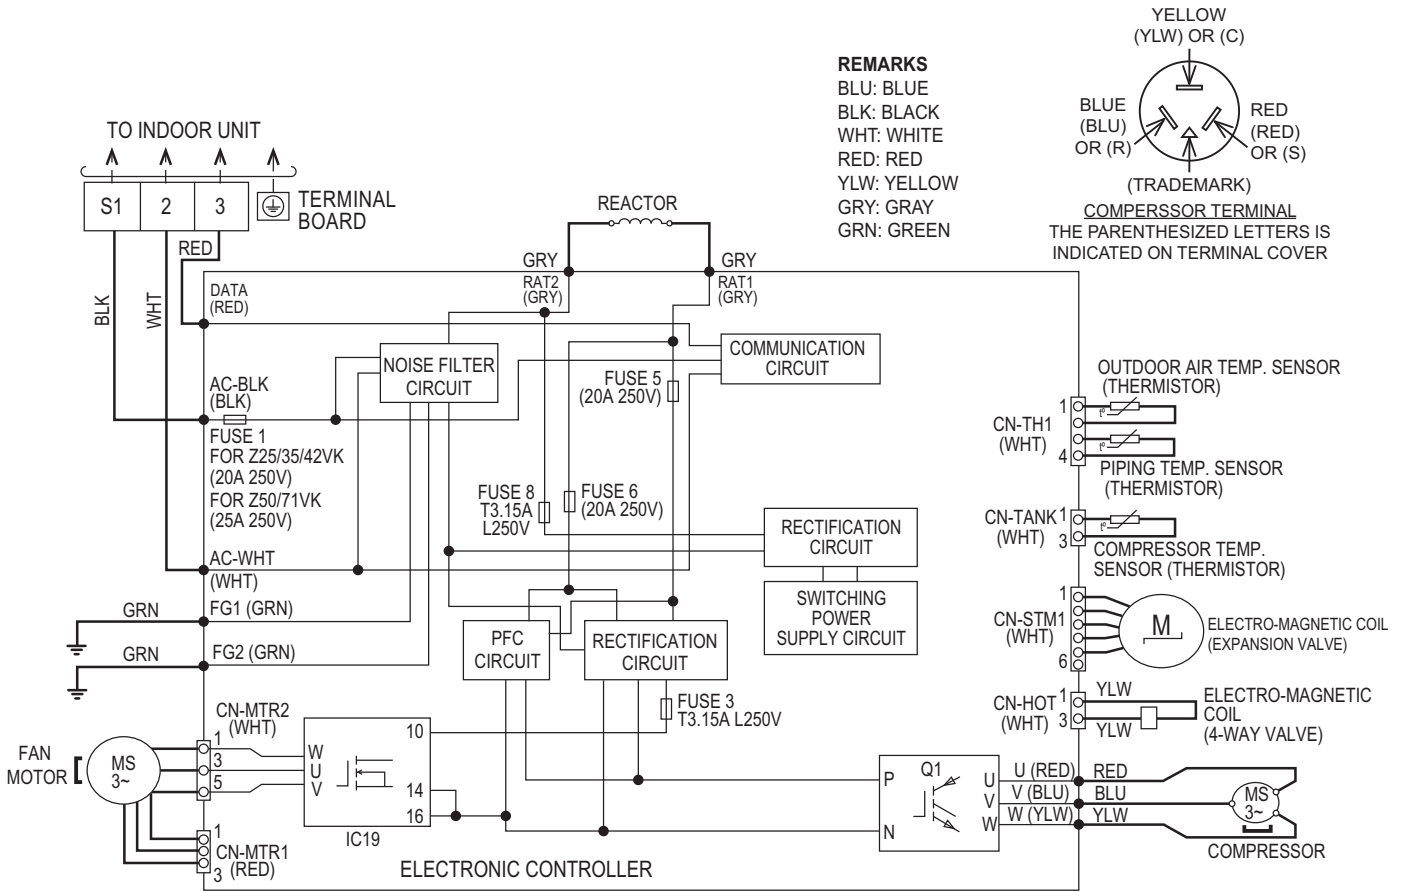 YELLOW
(YLW) OR (C)
REMARKS
BLU: BLUE
BLK: BLACK
WHT: WHITE
RED: RED
YLW: YELLOW
GRY: GRAY
GRN: GREEN
BLUE
(BLU)
OR (R)
RED
(RED)
OR (S)
(TRADEMARK)
COMPERSSOR TERMINAL
THE PARENTHESIZED LETTERS IS
INDICATED ON TERMINAL COVER
TO INDOOR UNIT
S1
2
3
TERMINAL
BOARD
RED
BLK
WHT
REACTOR
GRY
RAT2
(GRY)
GRY
RAT1
(GRY)
DATA
(RED)
NOISE FILTER
CIRCUIT
COMMUNICATION
CIRCUIT
AC-BLK
(BLK)
FUSE 1
FOR Z25/35/42VK
(20A 250V)
FOR Z50/71VK
(25A 250V)
FUSE 5
(20A 250V)
FUSE 8
T3.15A
L250V
FUSE 6
(20A 250V)
RECTIFICATION
CIRCUIT
SWITCHING
POWER
SUPPLY CIRCUIT
AC-WHT
(WHT)
GRN
FG1 (GRN)
GRN
FG2 (GRN)
PFC
CIRCUIT
RECTIFICATION
CIRCUIT
FUSE 3
T3.15A L250V
OUTDOOR AIR TEMP. SENSOR
(THERMISTOR)
1
CN-TH1
(WHT)
4
t°
t°
PIPING TEMP. SENSOR
(THERMISTOR)
CN-TANK
(WHT)
1
3
t°
COMPRESSOR TEMP.
SENSOR (THERMISTOR)
1
CN-STM1
(WHT)
6
M
ELECTRO-MAGNETIC COIL
(EXPANSION VALVE)
CN-HOT
(WHT)
1
3
YLW
YLW
ELECTRO-MAGNETIC
COIL
(4-WAY VALVE)
CN-MTR2
(WHT)
1
3
5
FAN
MOTOR
MS
3~
W
U
V
10
14
16
IC19
1
CN-MTR1
(RED)
3
P
N
Q1
U
V
W
U (RED)
V (BLU)
W (YLW)
RED
BLU
YLW
MS
3~
COMPRESSOR
ELECTRONIC CONTROLLER